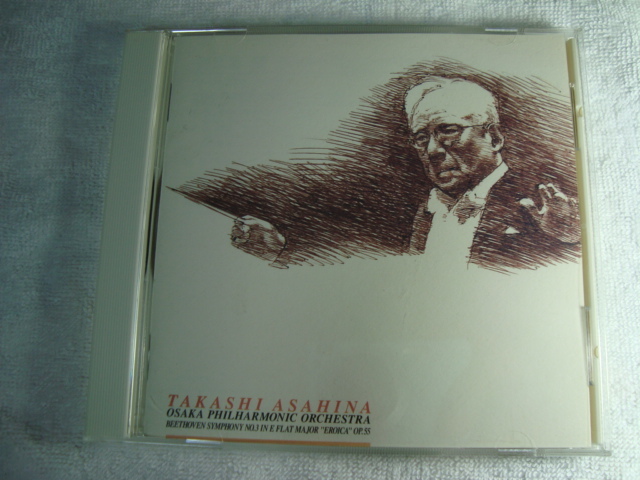 TAKASHI ASAHINA
OSAKA PHILHARMONIC ORCHESTRA
BEETHOVEN SYMPHONY NO.3 IN E FLAT MAJOR "EROICA" OP.55